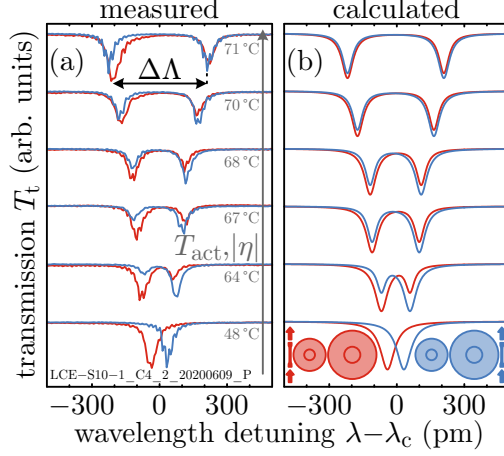 measured calculated
(a) (b)
71 °C
ΔΛ
70 °C
68 °C
67 °C
T_act,|η|
64 °C
48 °C
LCE−S10−1_C4_2_20200609_P
transmission T_t (arb. units)
−300 0 300 −300 0 300
wavelength detuning λ−λ_c (pm)